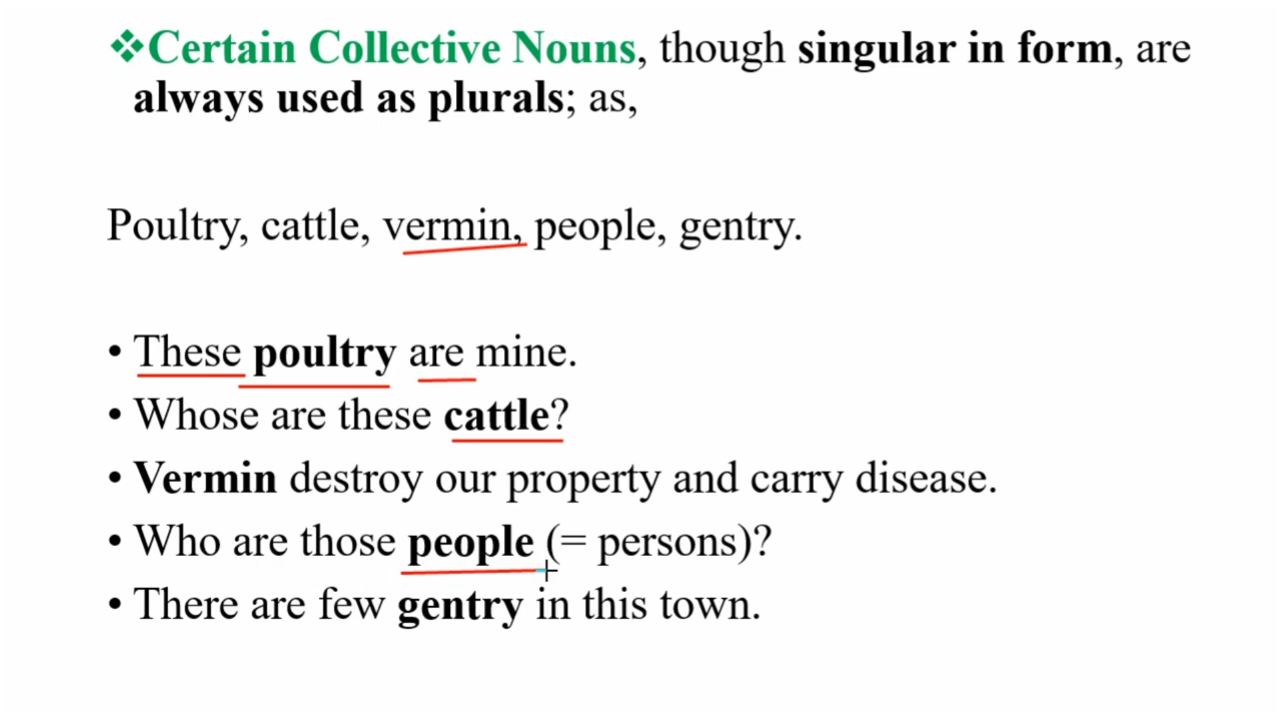 ❖Certain Collective Nouns, though singular in form, are
always used as plurals; as,
Poultry, cattle, vermin, people, gentry.
• These poultry are mine.
• Whose are these cattle?
• Vermin destroy our property and carry disease.
• Who are those people (= persons)?
• There are few gentry in this town.